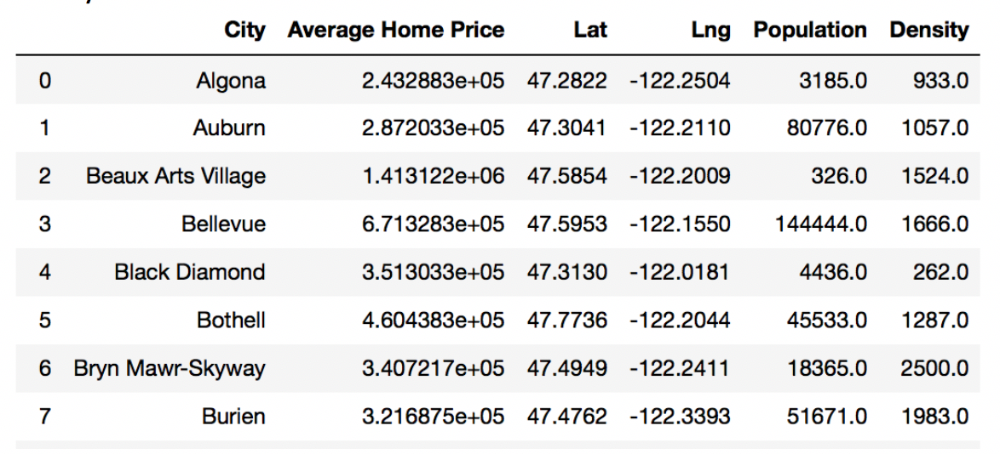 City Average Home Price Lat Lng Population Density
0 Algona 2.432883e+05 47.2822 -122.2504 3185.0 933.0
1 Auburn 2.872033e+05 47.3041 -122.2110 80776.0 1057.0
2 Beaux Arts Village 1.413122e+06 47.5854 -122.2009 326.0 1524.0
3 Bellevue 6.713283e+05 47.5953 -122.1550 144444.0 1666.0
4 Black Diamond 3.513033e+05 47.3130 -122.0181 4436.0 262.0
5 Bothell 4.604383e+05 47.7736 -122.2044 45533.0 1287.0
6 Bryn Mawr-Skyway 3.407217e+05 47.4949 -122.2411 18365.0 2500.0
7 Burien 3.216875e+05 47.4762 -122.3393 51671.0 1983.0